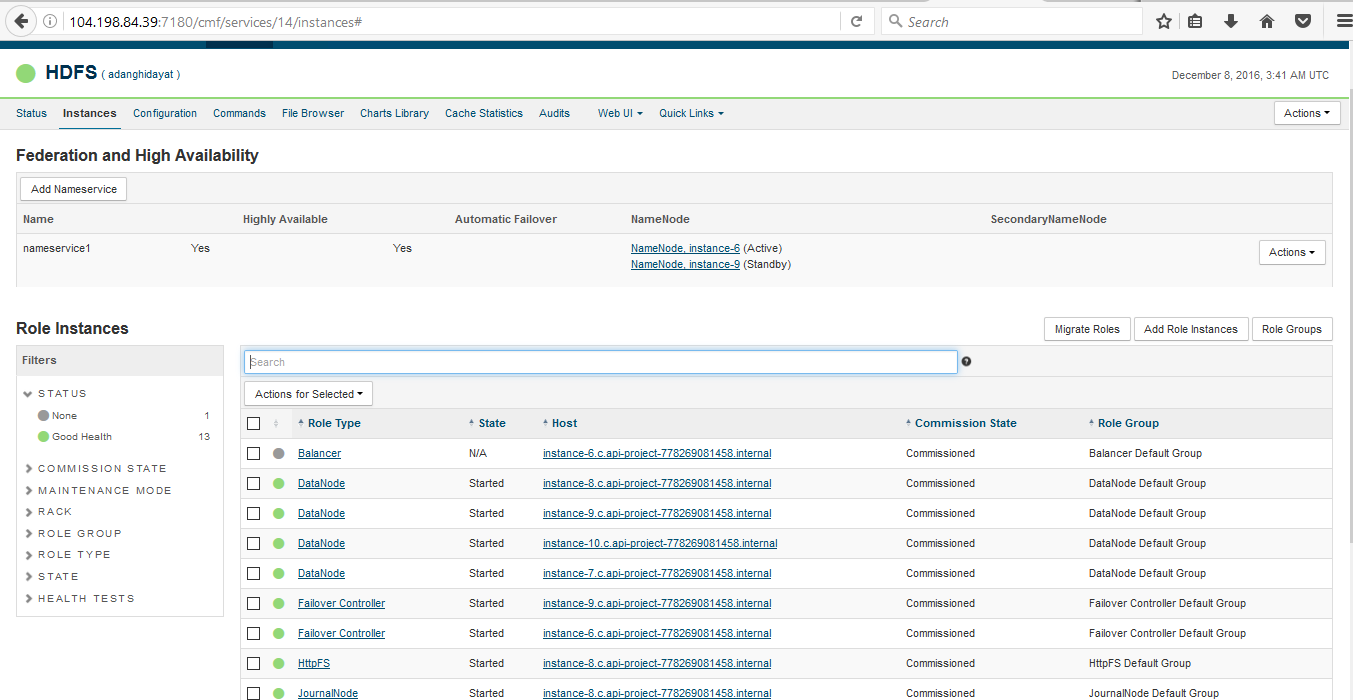 104.198.84.39:7180/cmf/services/14/instances#
Search
HDFS ( adanghidayat )
December 8, 2016, 3:41 AM UTC
Status Instances Configuration Commands File Browser Charts Library Cache Statistics Audits Web UI Quick Links Actions
Federation and High Availability
Add Nameservice
Name Highly Available Automatic Failover NameNode SecondaryNameNode
nameservice1 Yes Yes NameNode, instance-6 (Active) Actions
NameNode, instance-9 (Standby)
Role Instances
Migrate Roles Add Role Instances Role Groups
Filters
STATUS
None 1
Good Health 13
COMMISSION STATE
MAINTENANCE MODE
RACK
ROLE GROUP
ROLE TYPE
STATE
HEALTH TESTS
Search ?
Actions for Selected
Role Type State Host Commission State Role Group
Balancer N/A instance-6.c.api-project-778269081458.internal Commissioned Balancer Default Group
DataNode Started instance-8.c.api-project-778269081458.internal Commissioned DataNode Default Group
DataNode Started instance-9.c.api-project-778269081458.internal Commissioned DataNode Default Group
DataNode Started instance-10.c.api-project-778269081458.internal Commissioned DataNode Default Group
DataNode Started instance-7.c.api-project-778269081458.internal Commissioned DataNode Default Group
Failover Controller Started instance-9.c.api-project-778269081458.internal Commissioned Failover Controller Default Group
Failover Controller Started instance-6.c.api-project-778269081458.internal Commissioned Failover Controller Default Group
HttpFS Started instance-8.c.api-project-778269081458.internal Commissioned HttpFS Default Group
JournalNode Started instance-8.c.api-project-778269081458.internal Commissioned JournalNode Default Group